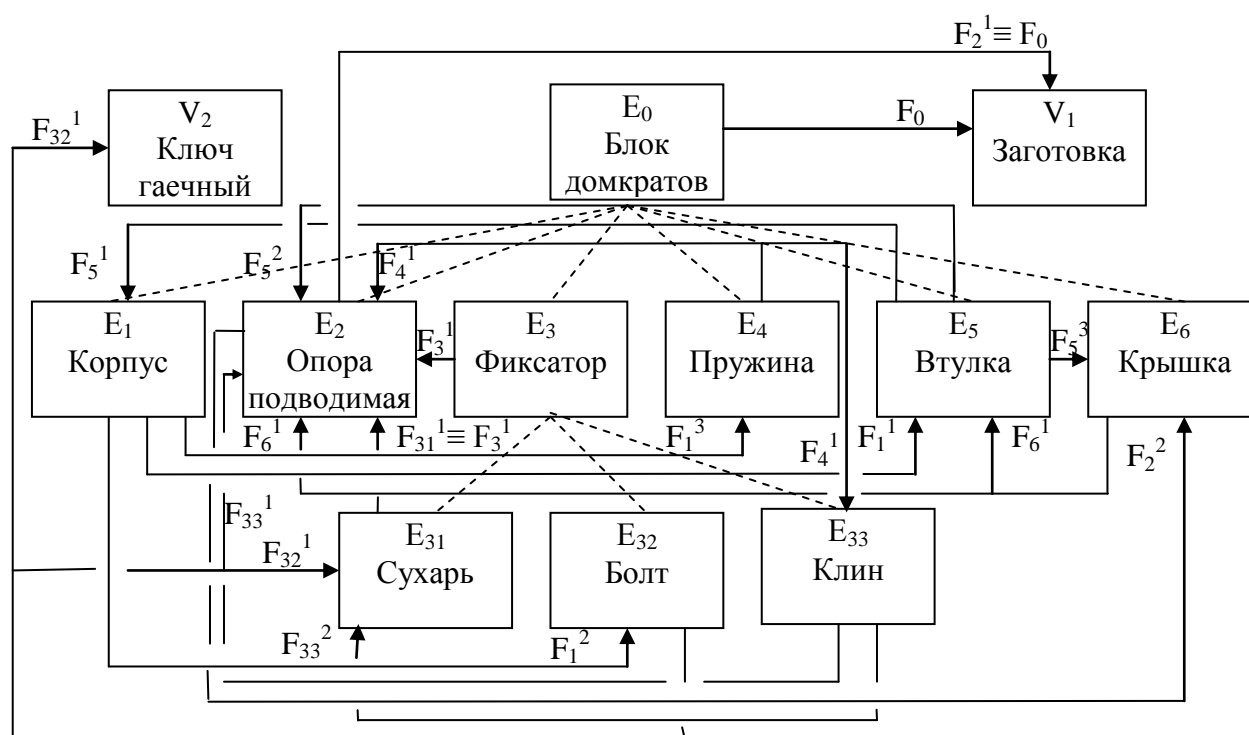 F₂¹≡ F₀
V₂
Ключ
гаечный
F₃₂¹
E₀
Блок
домкратов
F₀
V₁
Заготовка
F₅¹
F₅²
F₄¹
E₁
Корпус
E₂
Опора
подводимая
F₃¹
E₃
Фиксатор
E₄
Пружина
E₅
Втулка
F₅³
E₆
Крышка
F₆¹
F₃₁¹≡ F₃¹
F₁³
F₄¹
F₁¹
F₆¹
F₂²
F₃₃¹
F₃₂¹
E₃₁
Сухарь
E₃₂
Болт
E₃₃
Клин
F₃₃²
F₁²